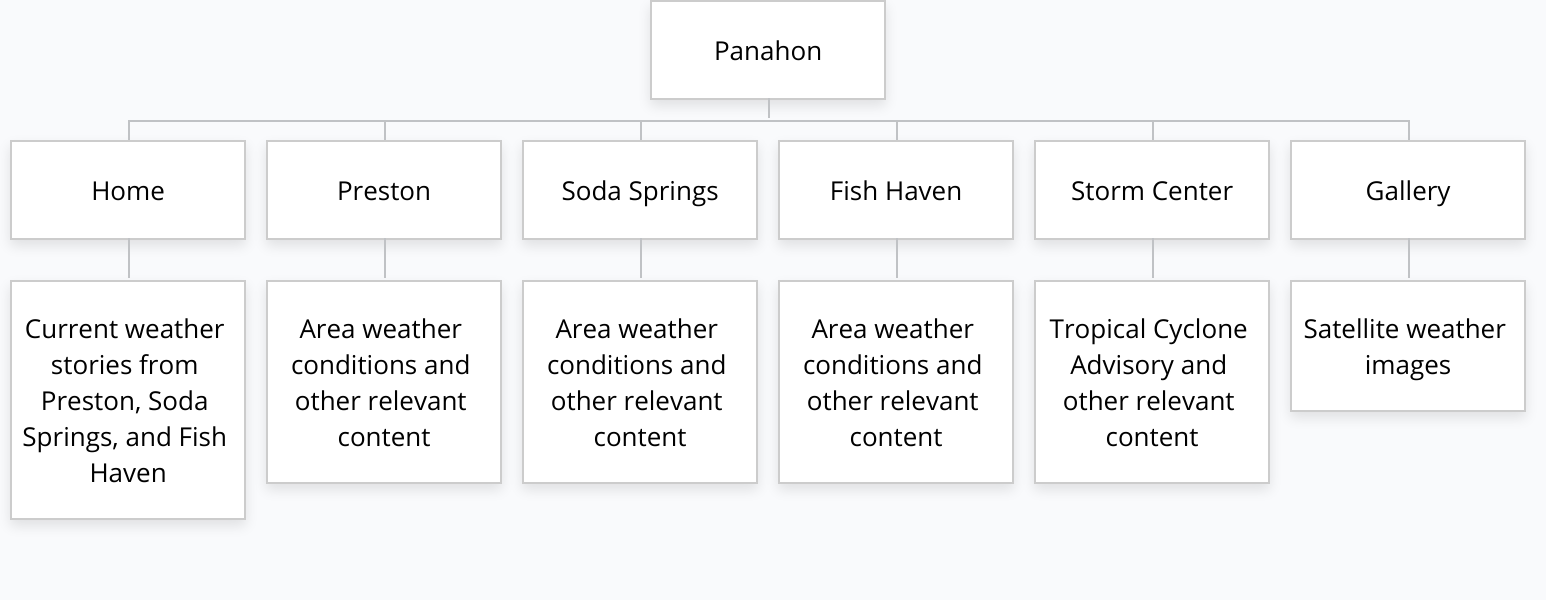 Panahon
Home
Preston
Soda Springs
Fish Haven
Storm Center
Gallery
Current weather
stories from
Preston, Soda
Springs, and Fish
Haven
Area weather
conditions and
other relevant
content
Area weather
conditions and
other relevant
content
Area weather
conditions and
other relevant
content
Tropical Cyclone
Advisory and
other relevant
content
Satellite weather
images